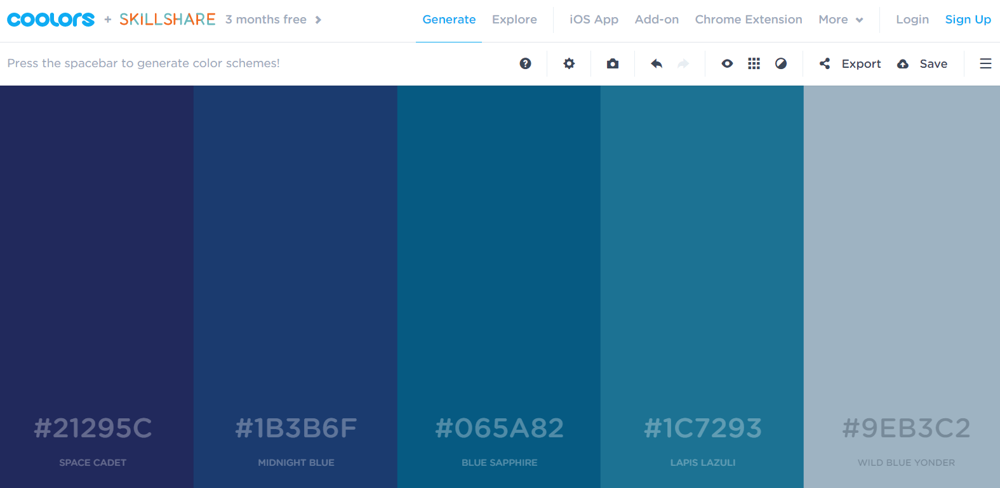 coolors + SKILLSHARE 3 months free Generate Explore iOS App Add-on Chrome Extension More Login Sign Up
Press the spacebar to generate color schemes! Export Save
#21295C #1B3B6F #065A82 #1C7293 #9EB3C2
SPACE CADET MIDNIGHT BLUE BLUE SAPPHIRE LAPIS LAZULI WILD BLUE YONDER